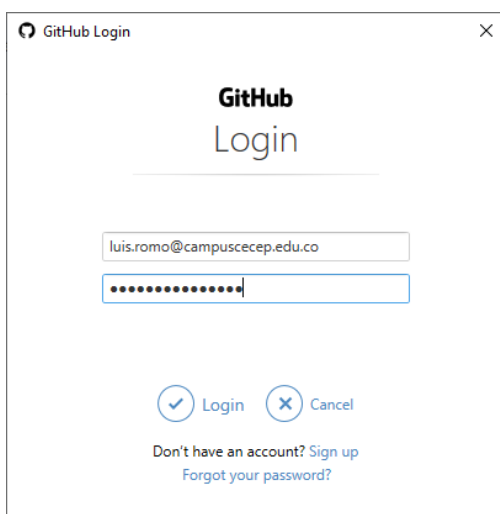 GitHub Login
GitHub
Login
luis.romo@campuscecep.edu.co
●●●●●●●●●●●●●●●
Login Cancel
Don't have an account? Sign up
Forgot your password?